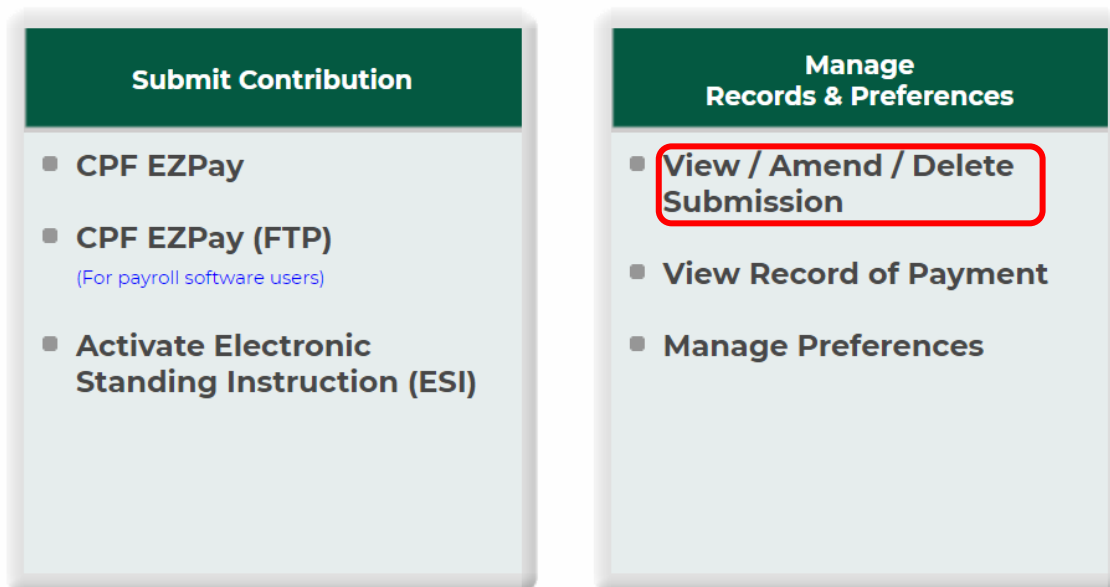 Submit Contribution
CPF EZPay
CPF EZPay (FTP)
(For payroll software users)
Activate Electronic
Standing Instruction (ESI)
Manage
Records & Preferences
View / Amend / Delete
Submission
View Record of Payment
Manage Preferences